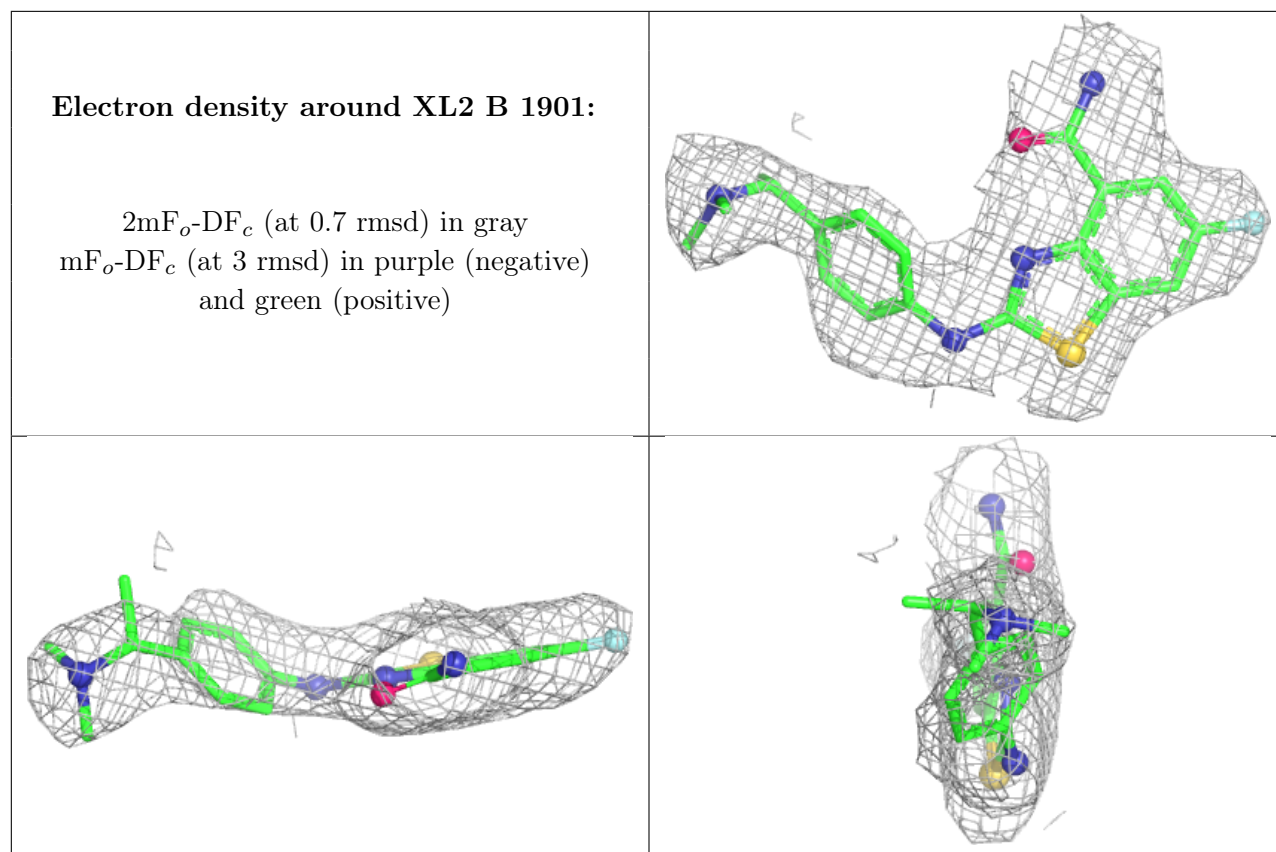 Electron density around XL2 B 1901:
2mFo-DFc (at 0.7 rmsd) in gray
mFo-DFc (at 3 rmsd) in purple (negative)
and green (positive)